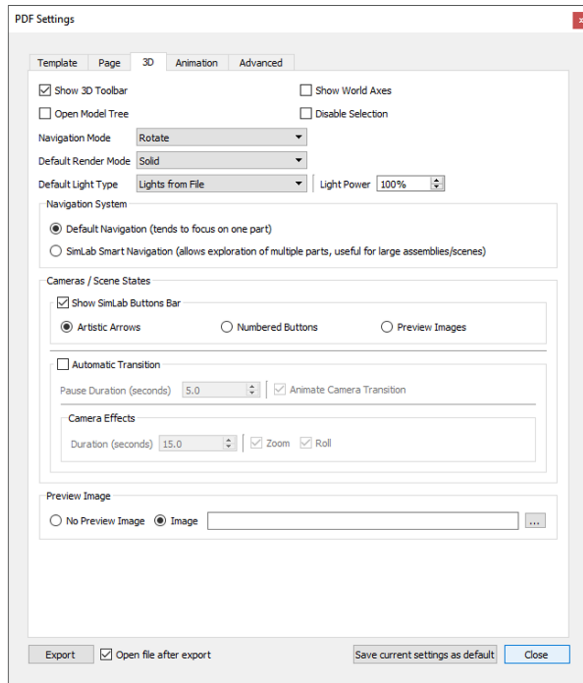 PDF Settings
x
Template Page 3D Animation Advanced
Show 3D Toolbar Show World Axes
Open Model Tree Disable Selection
Navigation Mode Rotate
Default Render Mode Solid
Default Light Type Lights from File Light Power 100%
Navigation System
Default Navigation (tends to focus on one part)
SimLab Smart Navigation (allows exploration of multiple parts, useful for large assemblies/scenes)
Cameras / Scene States
Show SimLab Buttons Bar
Artistic Arrows Numbered Buttons Preview Images
Automatic Transition
Pause Duration (seconds) 5.0 Animate Camera Transition
Camera Effects
Duration (seconds) 15.0 Zoom Roll
Preview Image
No Preview Image Image ...
Export Open file after export Save current settings as default Close